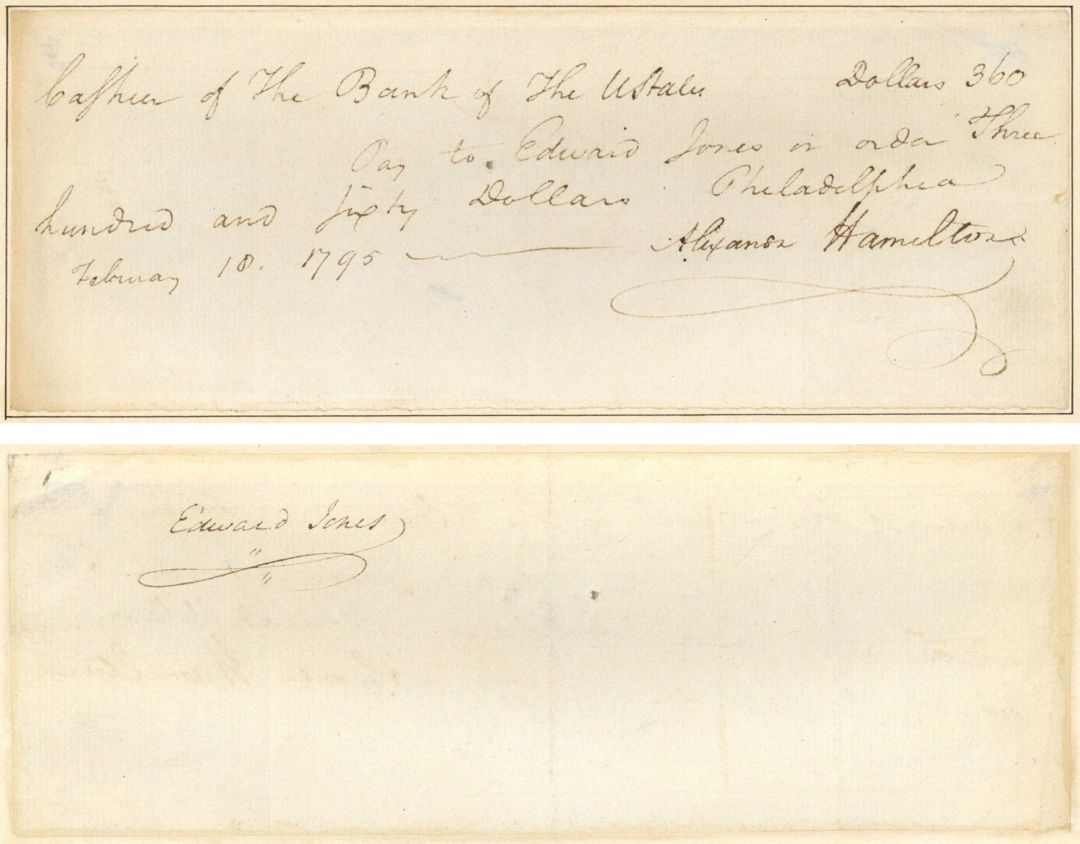 Cashier of The Bank of The UStates Dollars 360
Pay to Edward Jones or order Three
hundred and sixty Dollars Philadelphia
February 18. 1795 Alexander Hamilton
Edward Jones